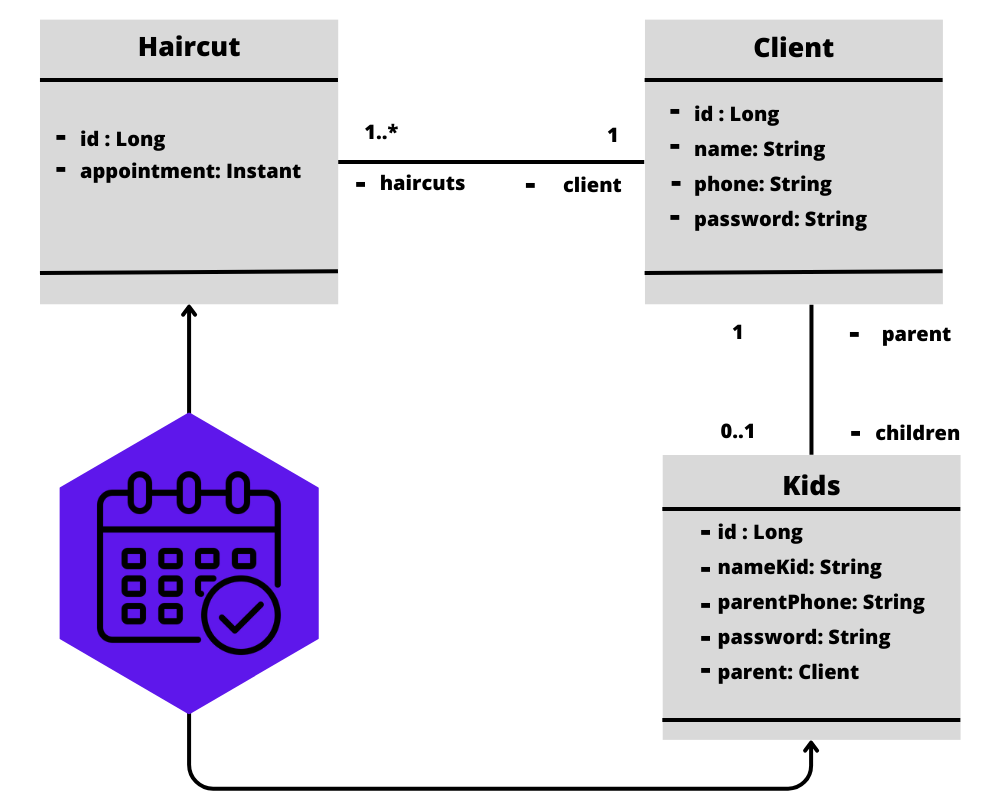 Haircut
- id : Long
- appointment: Instant
1..*
1
- haircuts
- client
Client
- id : Long
- name: String
- phone: String
- password: String
1
- parent
0..1
- children
Kids
- id : Long
- nameKid: String
- parentPhone: String
- password: String
- parent: Client